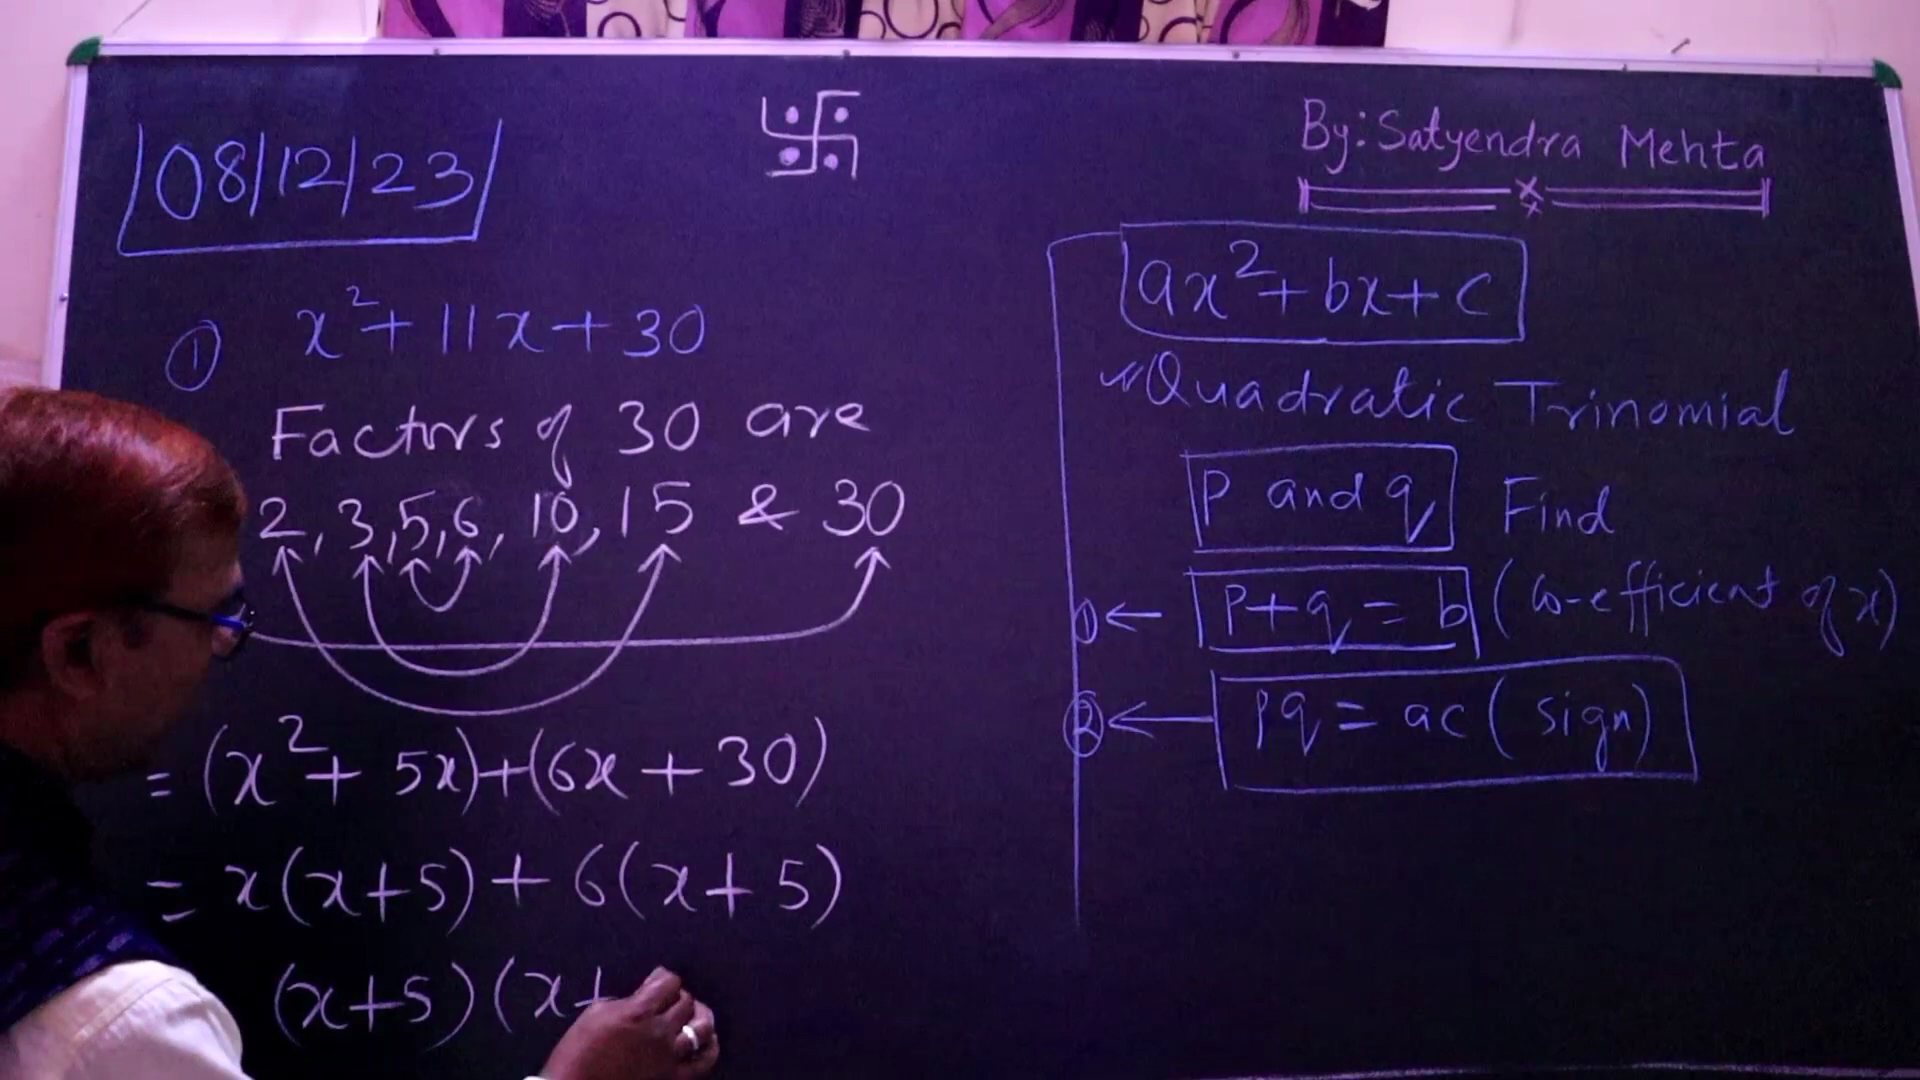 08/12/23
By: Satyendra Mehta
① x² + 11x + 30
Factors of 30 are
2, 3, 5, 6, 10, 15 & 30
= (x² + 5x) + (6x + 30)
= x(x+5) + 6(x+5)
(x+5)(x+
ax² + bx + c
Quadratic Trinomial
p and q Find
① ← p+q = b (co-efficient of x)
② ← pq = ac (sign)